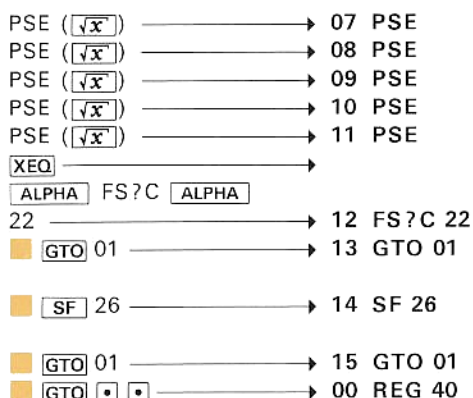 PSE (√x) 07 PSE
PSE (√x) 08 PSE
PSE (√x) 09 PSE
PSE (√x) 10 PSE
PSE (√x) 11 PSE
XEQ
ALPHA FS?C ALPHA
22 12 FS?C 22
GTO 01 13 GTO 01
SF 26 14 SF 26
GTO 01 15 GTO 01
GTO • • 00 REG 40